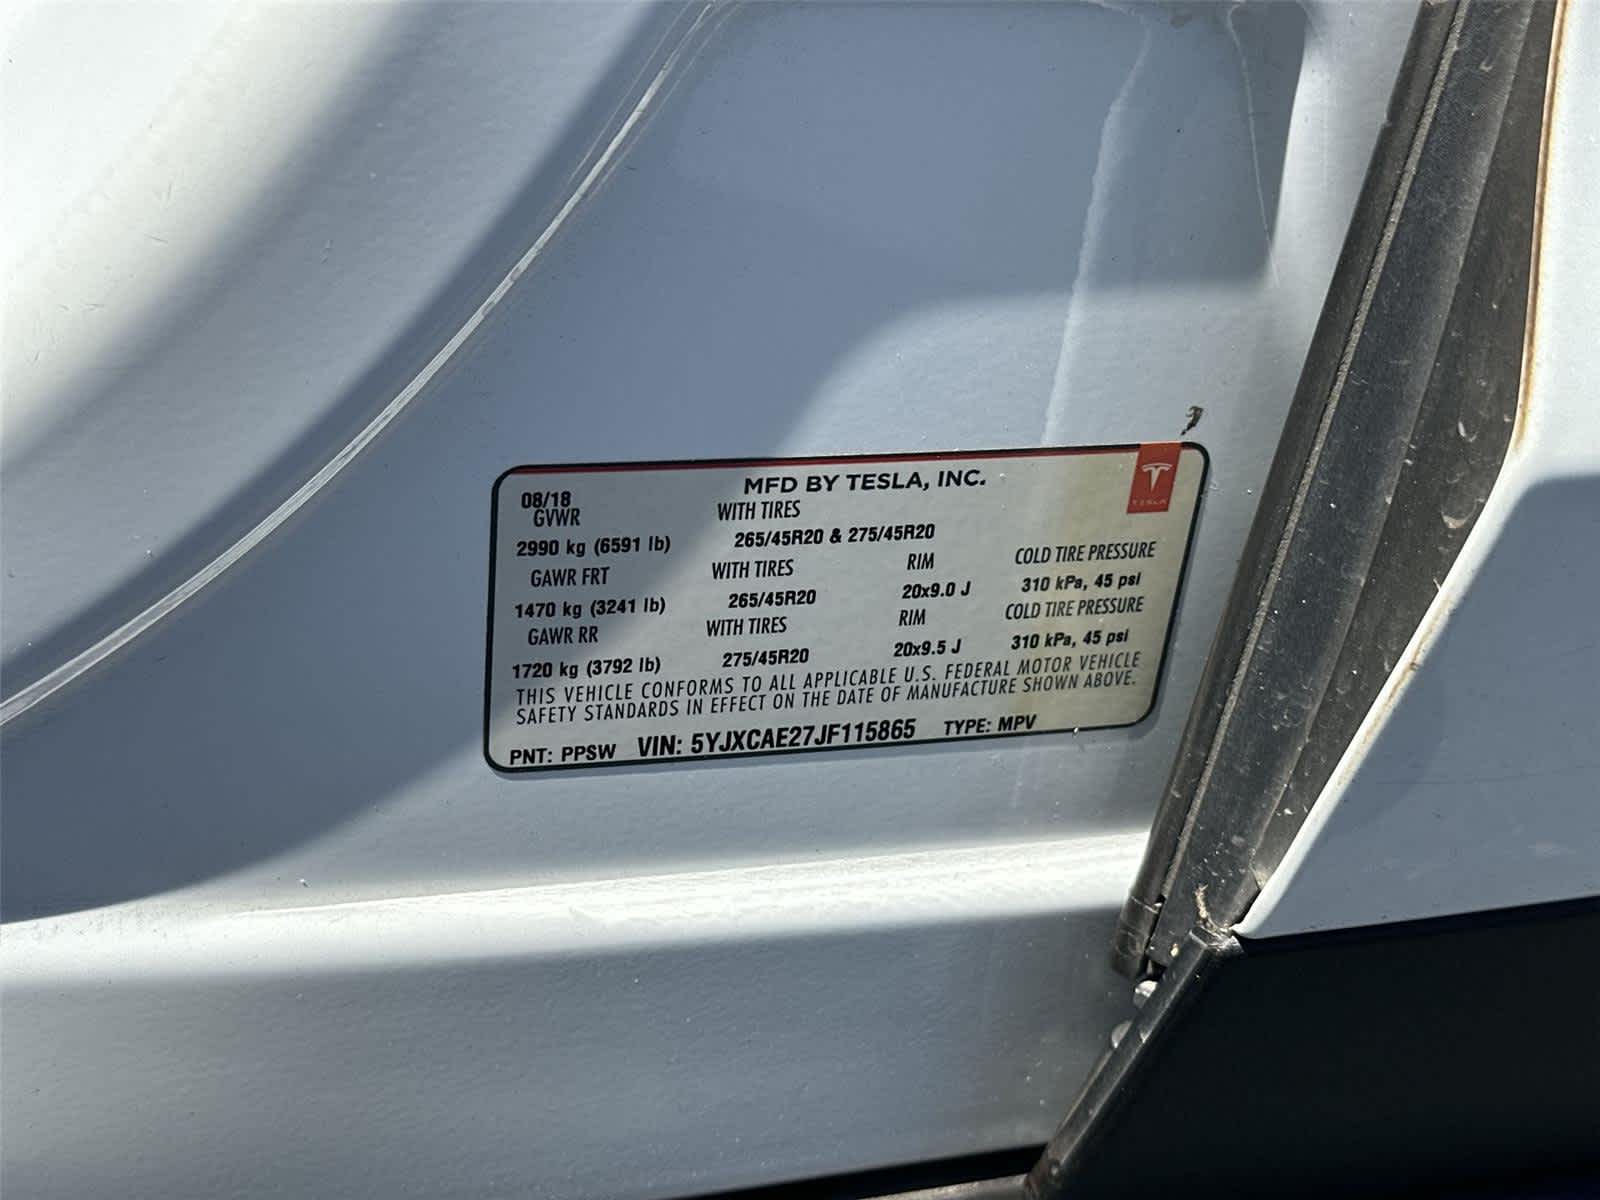 MFD BY TESLA, INC.
TESLA
08/18
GVWR WITH TIRES
2990 kg (6591 lb) 265/45R20 & 275/45R20
GAWR FRT WITH TIRES RIM COLD TIRE PRESSURE
1470 kg (3241 lb) 265/45R20 20x9.0 J 310 kPa, 45 psi
GAWR RR WITH TIRES RIM COLD TIRE PRESSURE
1720 kg (3792 lb) 275/45R20 20x9.5 J 310 kPa, 45 psi
THIS VEHICLE CONFORMS TO ALL APPLICABLE U.S. FEDERAL MOTOR VEHICLE
SAFETY STANDARDS IN EFFECT ON THE DATE OF MANUFACTURE SHOWN ABOVE.
PNT: PPSW VIN: 5YJXCAE27JF115865 TYPE: MPV